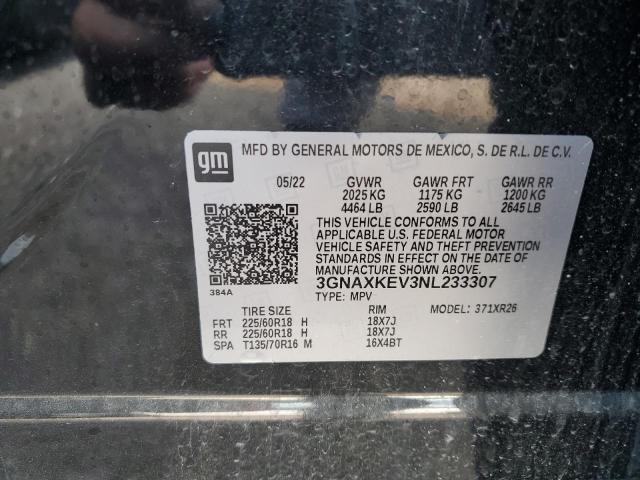 gm
MFD BY GENERAL MOTORS DE MEXICO, S. DE R.L. DE C.V.
05/22 GVWR GAWR FRT GAWR RR
2025 KG 1175 KG 1200 KG
4464 LB 2590 LB 2645 LB
THIS VEHICLE CONFORMS TO ALL
APPLICABLE U.S. FEDERAL MOTOR
VEHICLE SAFETY AND THEFT PREVENTION
STANDARDS IN EFFECT ON THE DATE OF
MANUFACTURE SHOWN ABOVE.
3GNAXKEV3NL233307
384A TYPE: MPV
TIRE SIZE RIM MODEL: 371XR26
FRT 225/60R18 H 18X7J
RR 225/60R18 H 18X7J
SPA T135/70R16 M 16X4BT